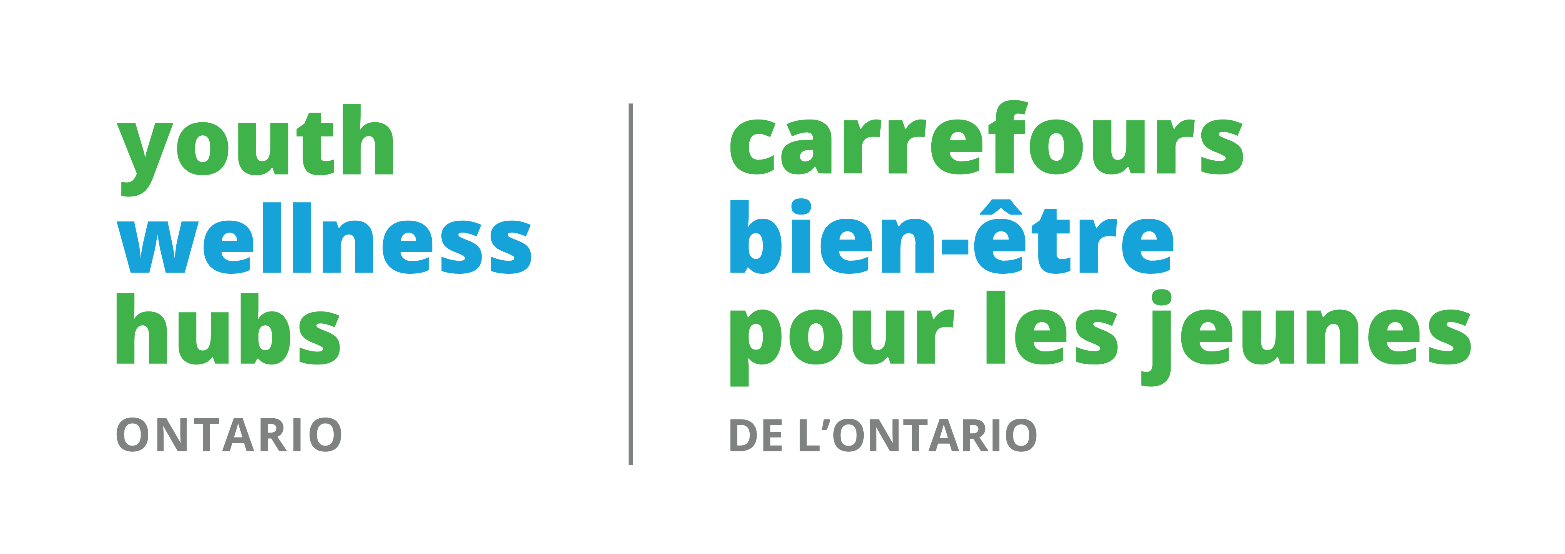 youth
wellness
hubs
ONTARIO
carrefours
bien-être
pour les jeunes
DE L’ONTARIO